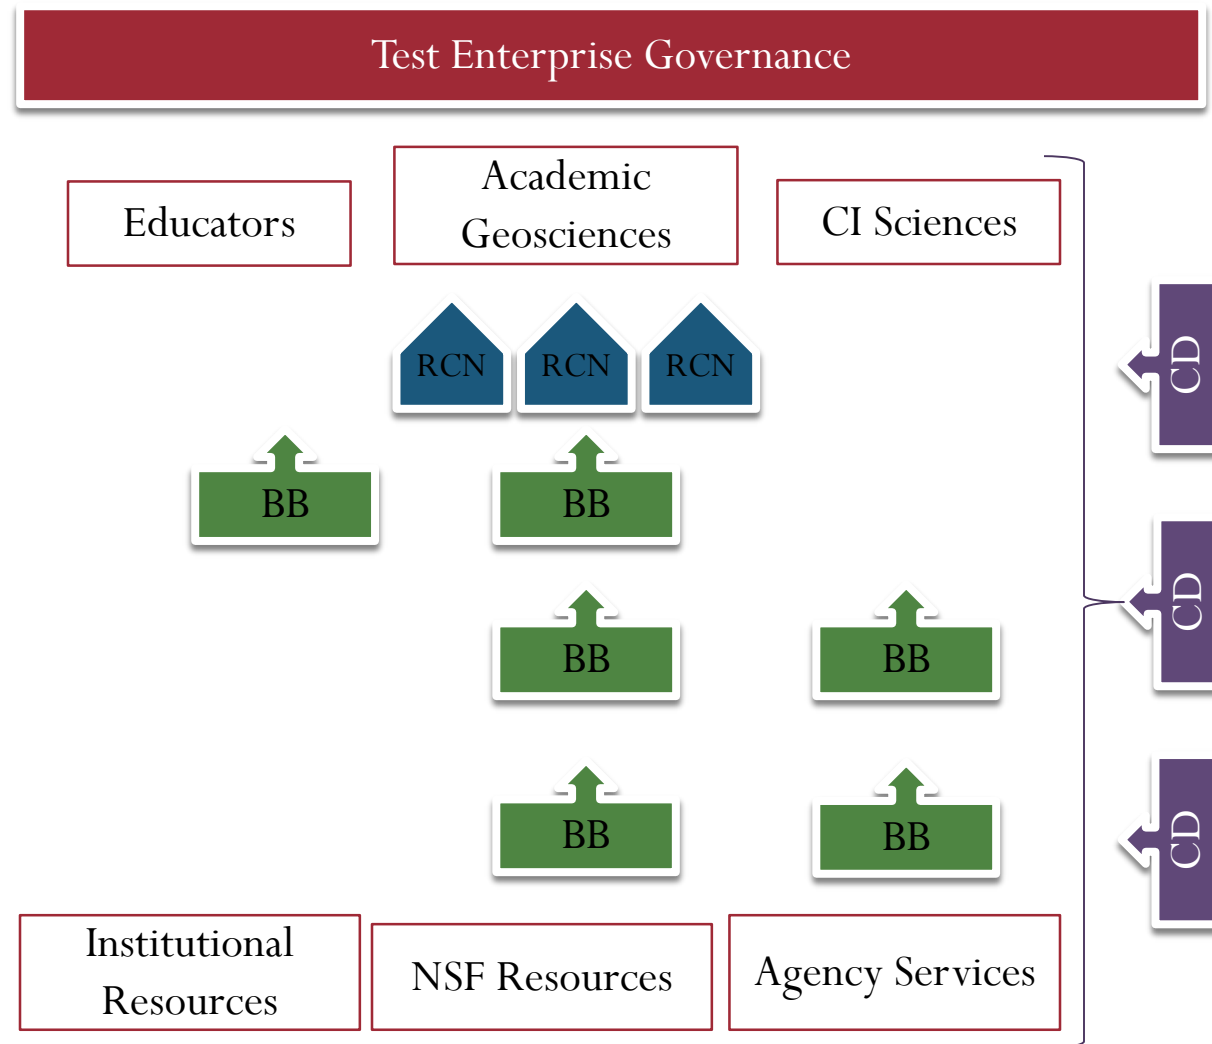 Test Enterprise Governance
Educators
Academic
Geosciences
CI Sciences
RCN
RCN
RCN
CD
BB
BB
CD
BB
BB
CD
BB
BB
Institutional
Resources
NSF Resources
Agency Services